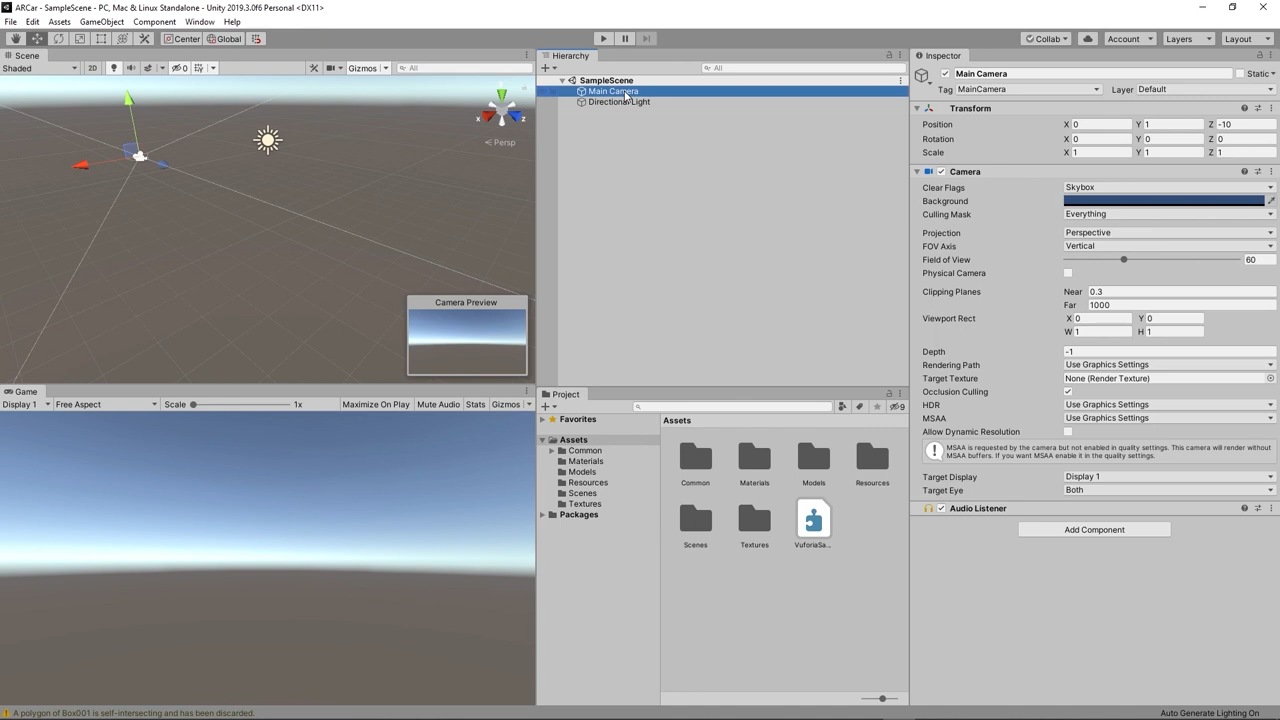 ARCar - SampleScene - PC, Mac & Linux Standalone - Unity 2019.3.0f6 Personal <DX11>
File Edit Assets GameObject Component Window Help
Center Global Collab Account Layers Layout
Scene
Shaded 2D 0 Gizmos All
x z
Persp
Camera Preview
Game
Display 1 Free Aspect Scale 1x Maximize On Play Mute Audio Stats Gizmos
Hierarchy
All
SampleScene
Main Camera
Directional Light
Project
9
Favorites
Assets
Common
Materials
Models
Resources
Scenes
Textures
Packages
Assets
Common Materials Models Resources
Scenes Textures VuforiaSa...
Inspector
Main Camera Static
Tag MainCamera Layer Default
Transform
Position X 0 Y 1 Z -10
Rotation X 0 Y 0 Z 0
Scale X 1 Y 1 Z 1
Camera
Clear Flags Skybox
Background
Culling Mask Everything
Projection Perspective
FOV Axis Vertical
Field of View 60
Physical Camera
Clipping Planes Near 0.3
Far 1000
Viewport Rect X 0 Y 0
W 1 H 1
Depth -1
Rendering Path Use Graphics Settings
Target Texture None (Render Texture)
Occlusion Culling
HDR Use Graphics Settings
MSAA Use Graphics Settings
Allow Dynamic Resolution
MSAA is requested by the camera but not enabled in quality settings. This camera will render without
MSAA buffers. If you want MSAA enable it in the quality settings.
Target Display Display 1
Target Eye Both
Audio Listener
Add Component
A polygon of Box001 is self-intersecting and has been discarded.
Auto Generate Lighting On